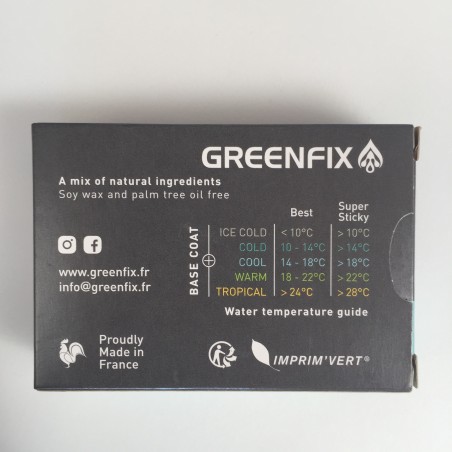 GREENFIX
A mix of natural ingredients
Soy wax and palm tree oil free
Best Super Sticky
BASE COAT
ICE COLD < 10°C > 10°C
COLD 10 - 14°C > 14°C
COOL 14 - 18°C > 18°C
WARM 18 - 22°C > 22°C
TROPICAL > 24°C > 28°C
www.greenfix.fr
info@greenfix.fr
Water temperature guide
Proudly
Made in
France
IMPRIM'VERT®